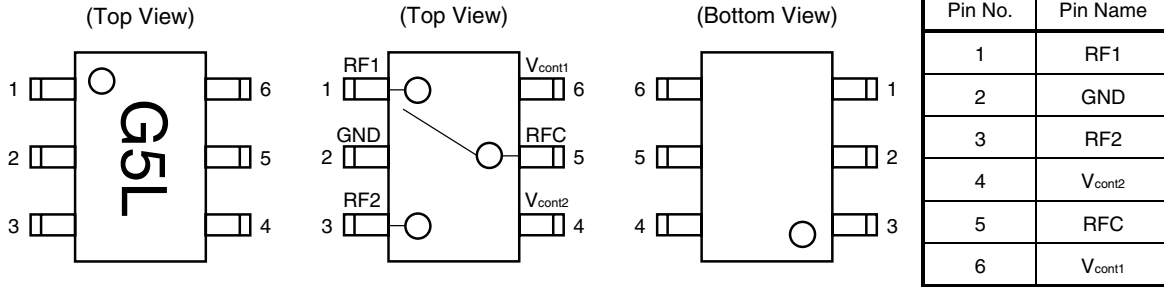 (Top View)
1
2
3
G5L
6
5
4
(Top View)
RF1
1
GND
2
RF2
3
Vcont1
6
RFC
5
Vcont2
4
(Bottom View)
6
5
4
1
2
3
Pin No. Pin Name
1 RF1
2 GND
3 RF2
4 Vcont2
5 RFC
6 Vcont1